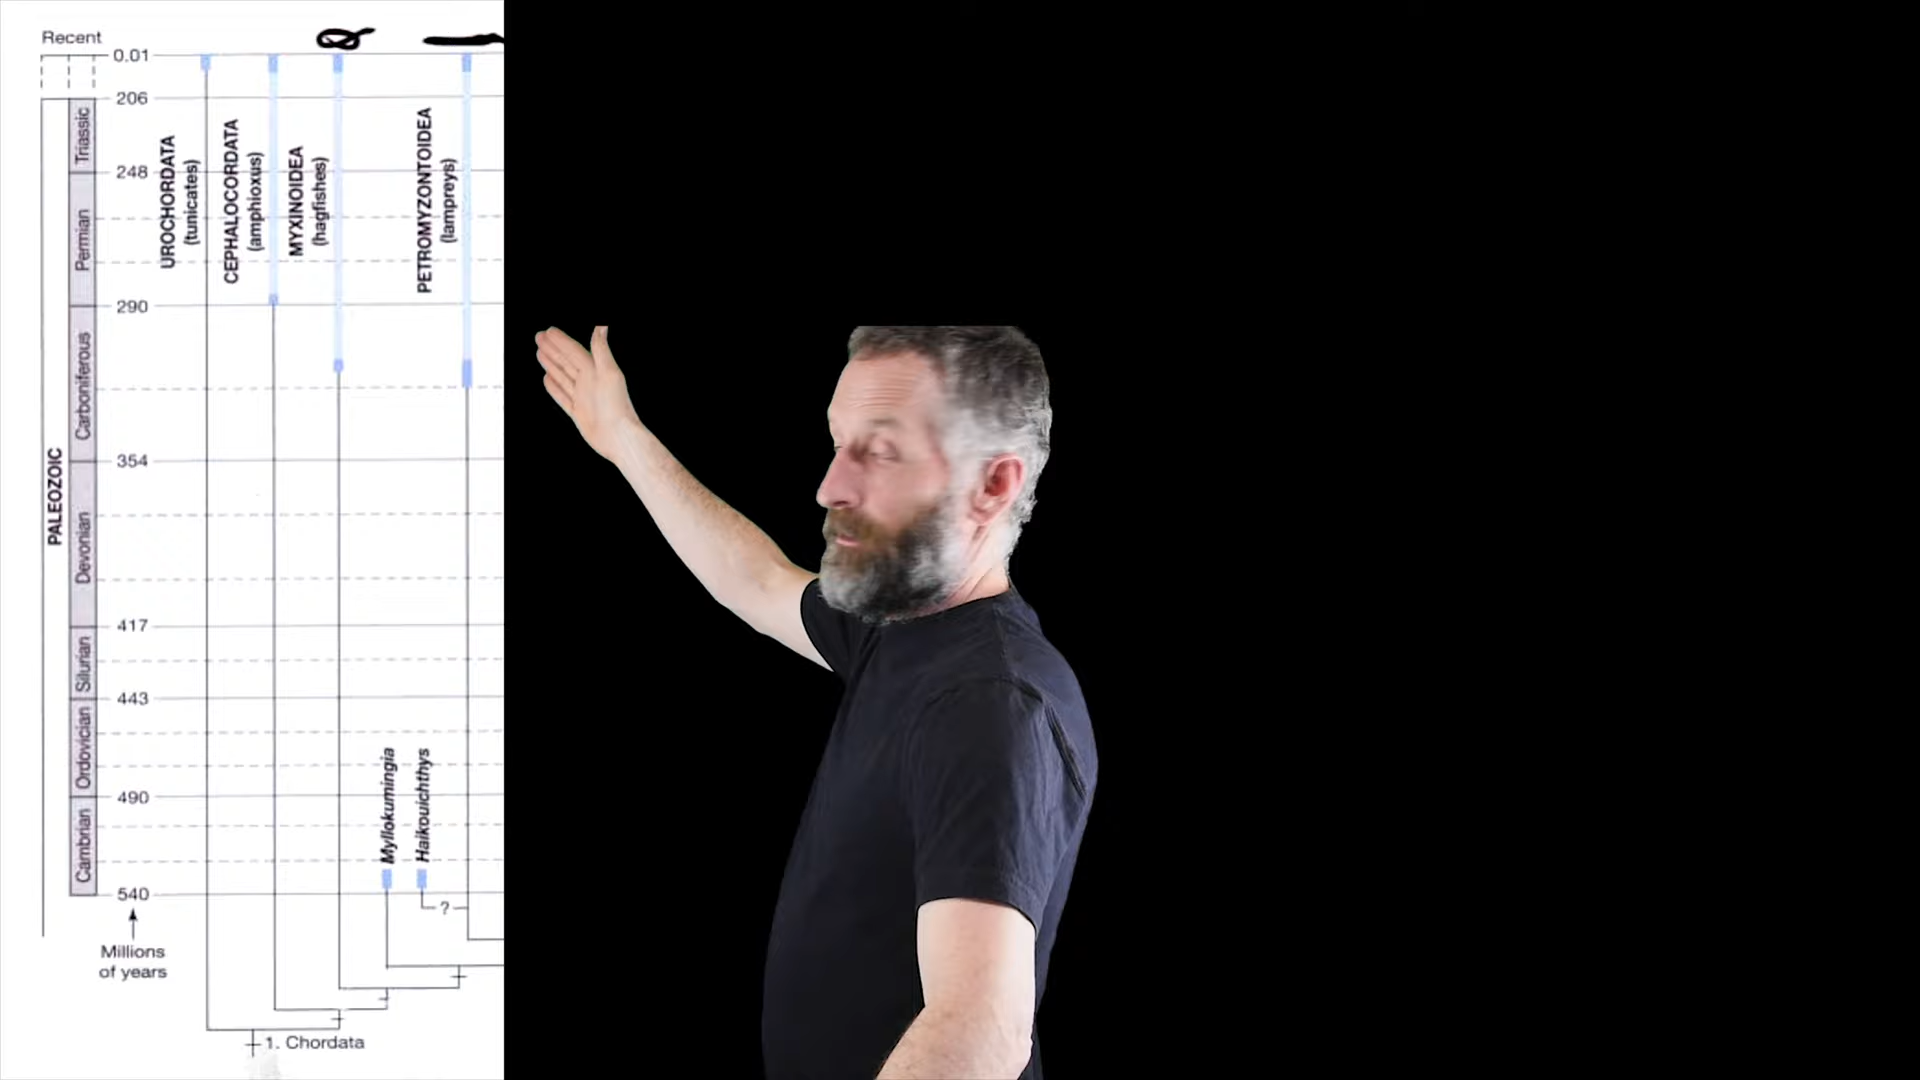 Recent
0.01
206
Triassic
248
Permian
290
Carboniferous
354
PALEOZOIC
Devonian
417
Silurian
443
Ordovician
490
Cambrian
540
Millions
of years
UROCHORDATA
(tunicates)
CEPHALOCORDATA
(amphioxus)
MYXINOIDEA
(hagfishes)
PETROMYZONTOIDEA
(lampreys)
Myllokumingia
Haikouichthys
?
1. Chordata